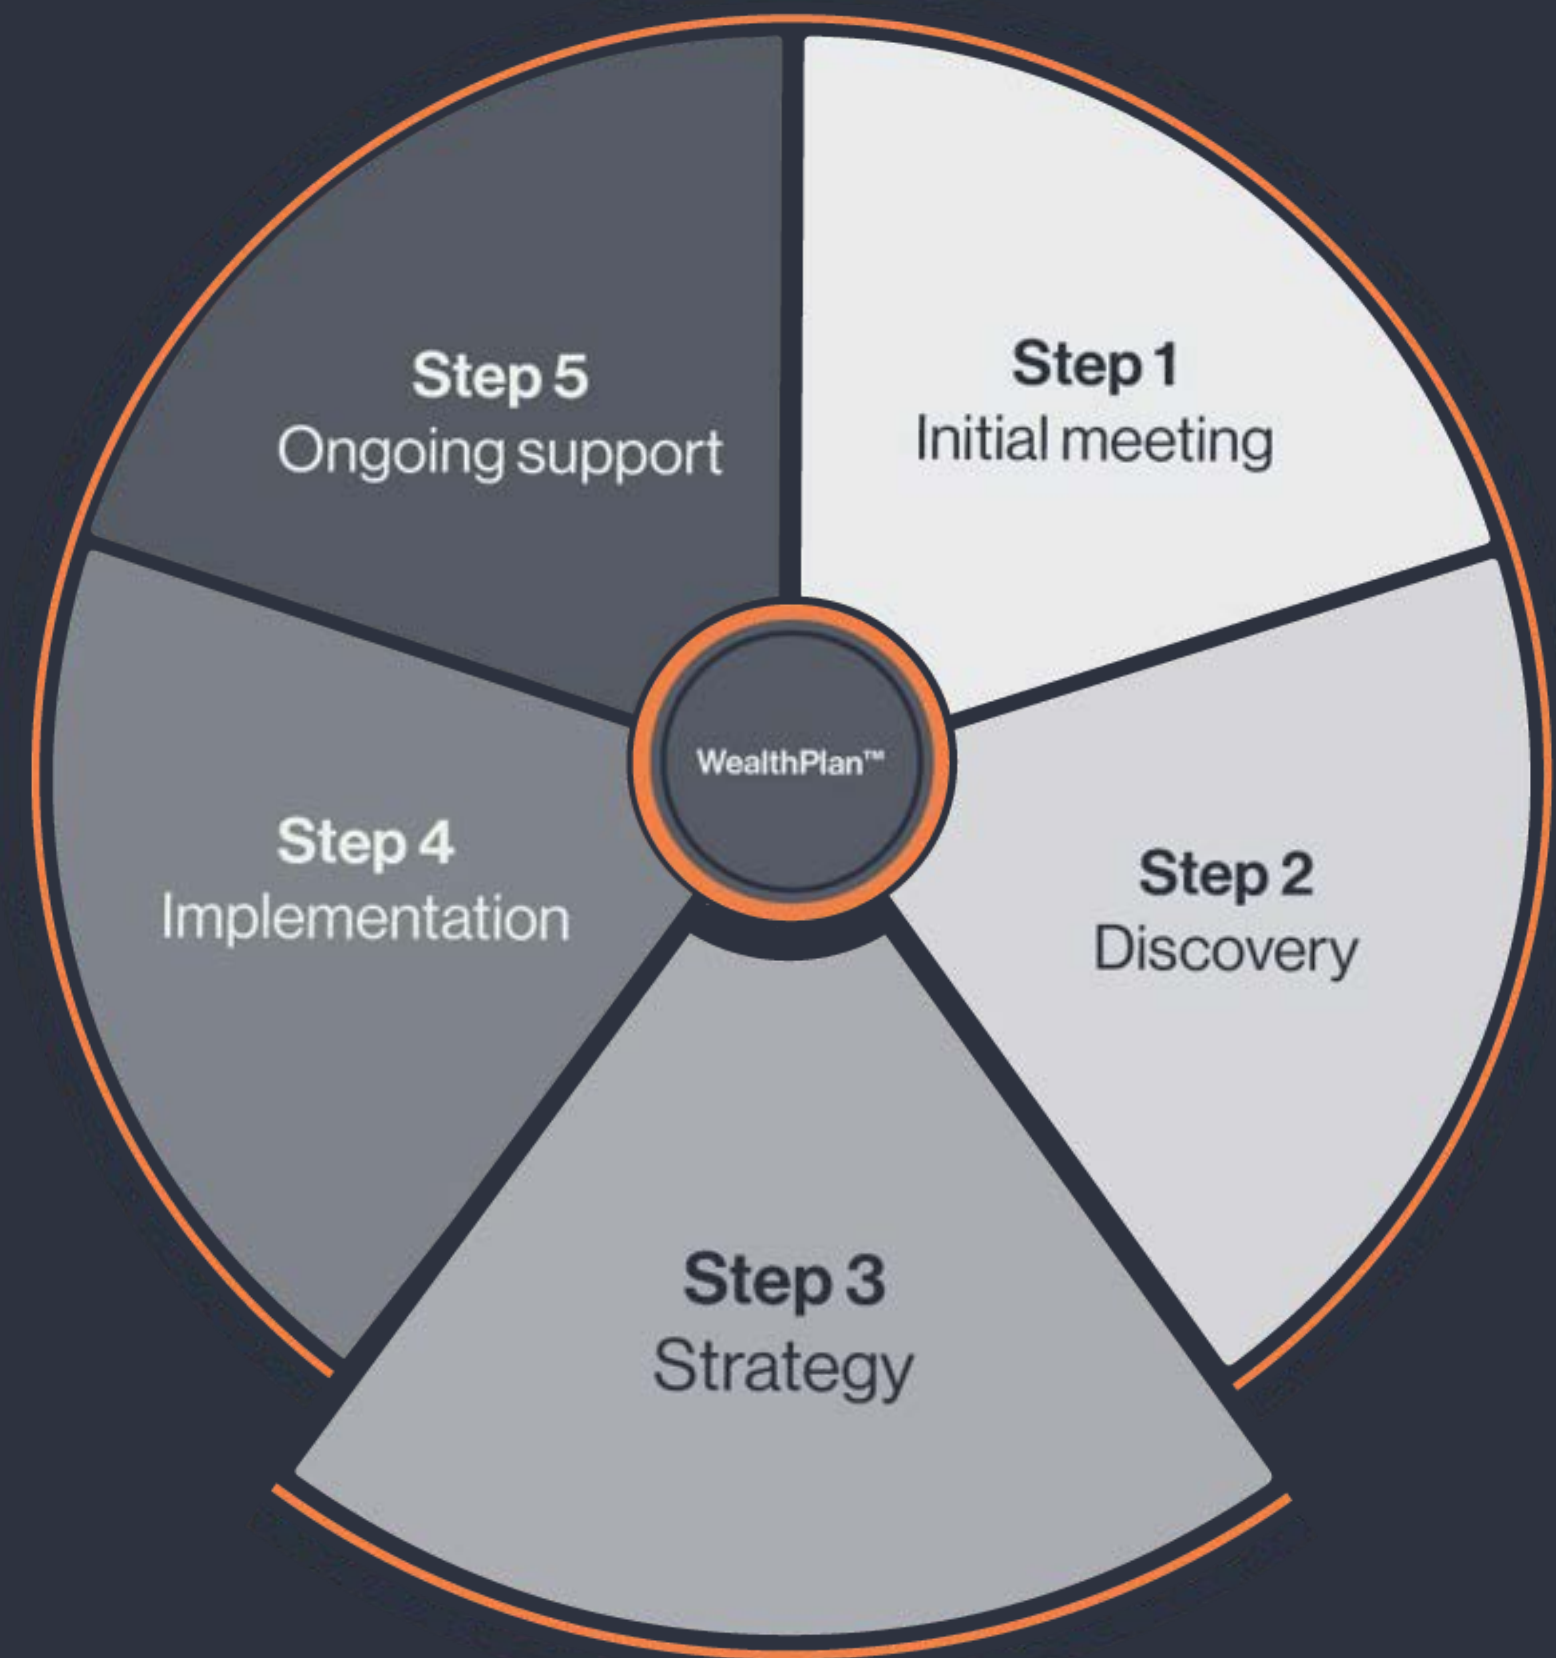 Step 1
Initial meeting
Step 2
Discovery
Step 3
Strategy
Step 4
Implementation
Step 5
Ongoing support
WealthPlan™